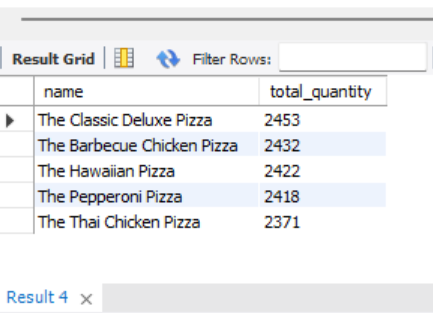 Result Grid Filter Rows:
name total_quantity
The Classic Deluxe Pizza 2453
The Barbecue Chicken Pizza 2432
The Hawaiian Pizza 2422
The Pepperoni Pizza 2418
The Thai Chicken Pizza 2371
Result 4 ×